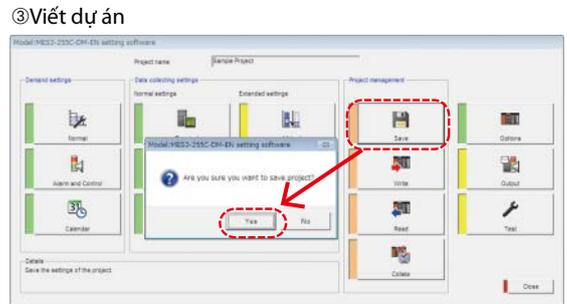 ③Viết dự án
Model:MES3-255C-DM-EN setting software
Project name Sample Project
Demand settings Data collecting settings Project management
Normal settings Extended settings
Normal Save Options
Model:MES3-255C-DM-EN setting software
Are you sure you want to save project?
Alarm and Control Write Output
Yes No
Calendar Read Test
Details
Save the settings of the project.
Collate
Close